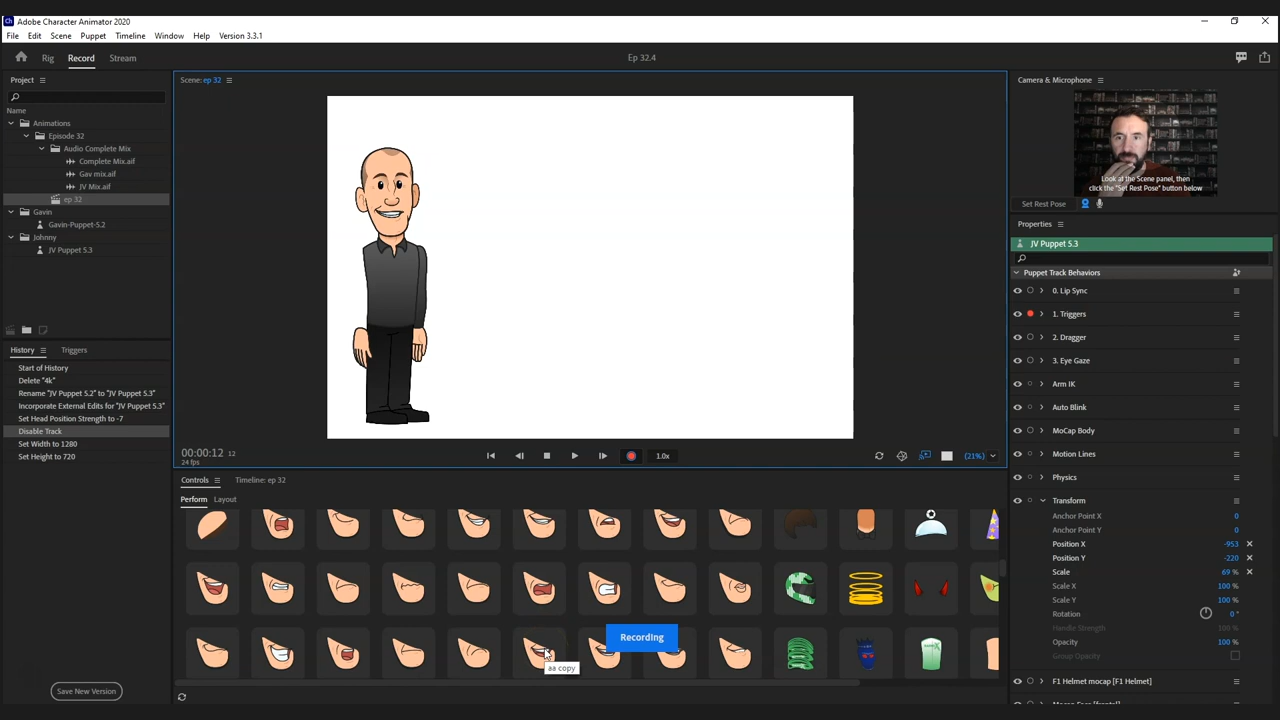 Ch Adobe Character Animator 2020
File Edit Scene Puppet Timeline Window Help Version 3.3.1
Rig Record Stream
Ep 32.4
Project
Name
Animations
Episode 32
Audio Complete Mix
Complete Mix.aif
Gav mix.aif
JV Mix.aif
ep 32
Gavin
Gavin-Puppet-5.2
Johnny
JV Puppet 5.3
History Triggers
Start of History
Delete "4k"
Rename "JV Puppet 5.2" to "JV Puppet 5.3"
Incorporate External Edits for "JV Puppet 5.3"
Set Head Position Strength to -7
Disable Track
Set Width to 1280
Set Height to 720
Save New Version
Scene: ep 32
00:00:12 12
24 fps
1.0x
(21%)
Controls Timeline: ep 32
Perform Layout
Recording
aa copy
Camera & Microphone
Look at the Scene panel, then
click the "Set Rest Pose" button below
Set Rest Pose
Properties
JV Puppet 5.3
Puppet Track Behaviors
0. Lip Sync
1. Triggers
2. Dragger
3. Eye Gaze
Arm IK
Auto Blink
MoCap Body
Motion Lines
Physics
Transform
Anchor Point X 0
Anchor Point Y 0
Position X -953
Position Y -220
Scale 69 %
Scale X 100 %
Scale Y 100 %
Rotation 0 °
Handle Strength 100 %
Opacity 100 %
Group Opacity
F1 Helmet mocap [F1 Helmet]